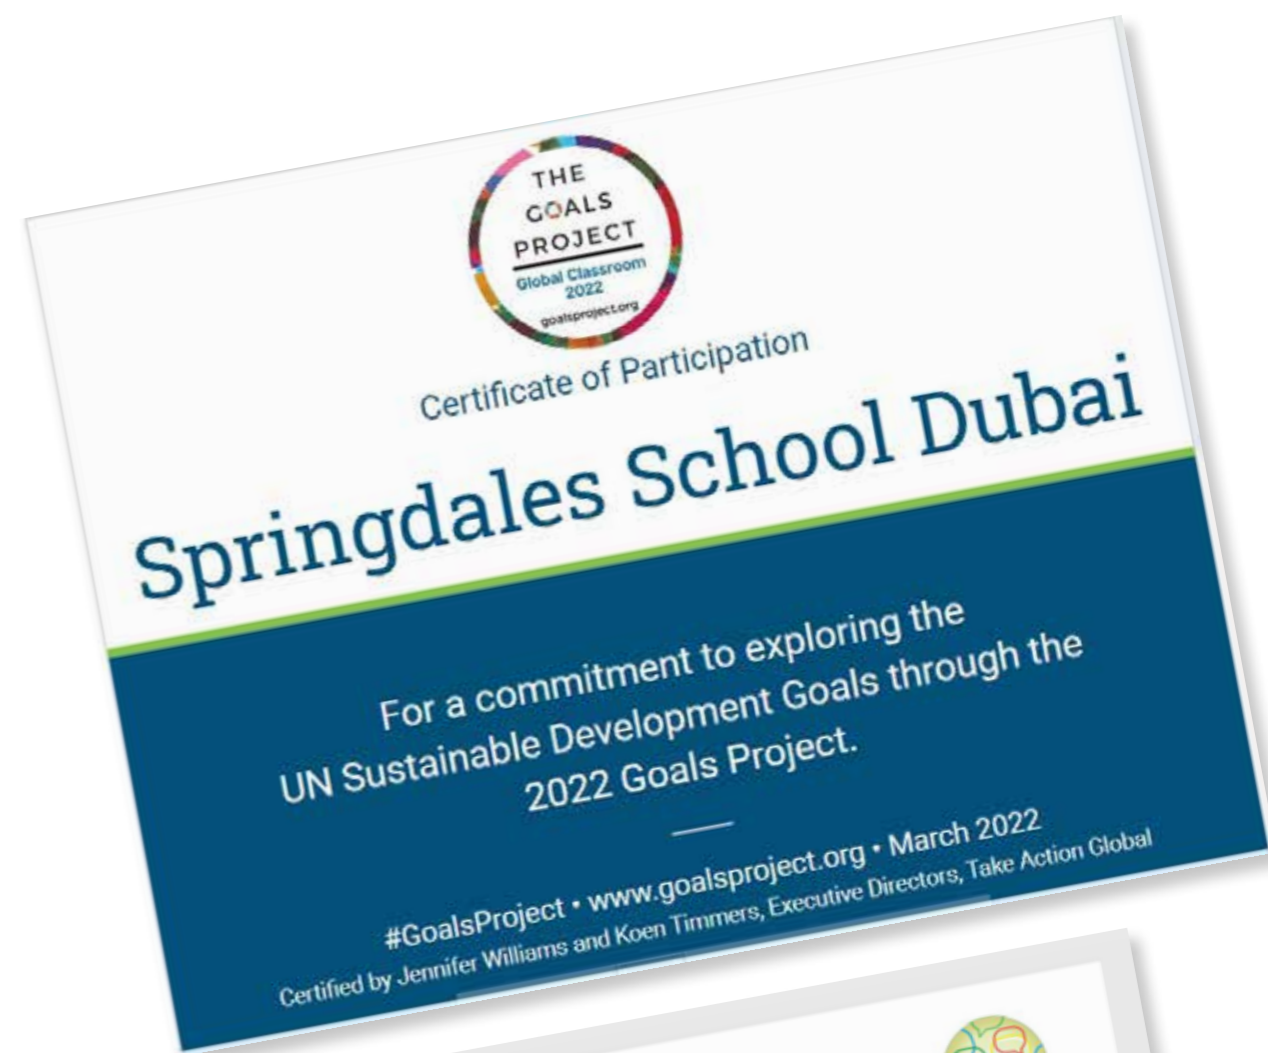 THE
GOALS
PROJECT
Global Classroom
2022
goalsproject.org
Certificate of Participation
Springdales School Dubai
For a commitment to exploring the
UN Sustainable Development Goals through the
2022 Goals Project.
#GoalsProject • www.goalsproject.org • March 2022
Certified by Jennifer Williams and Koen Timmers, Executive Directors, Take Action Global